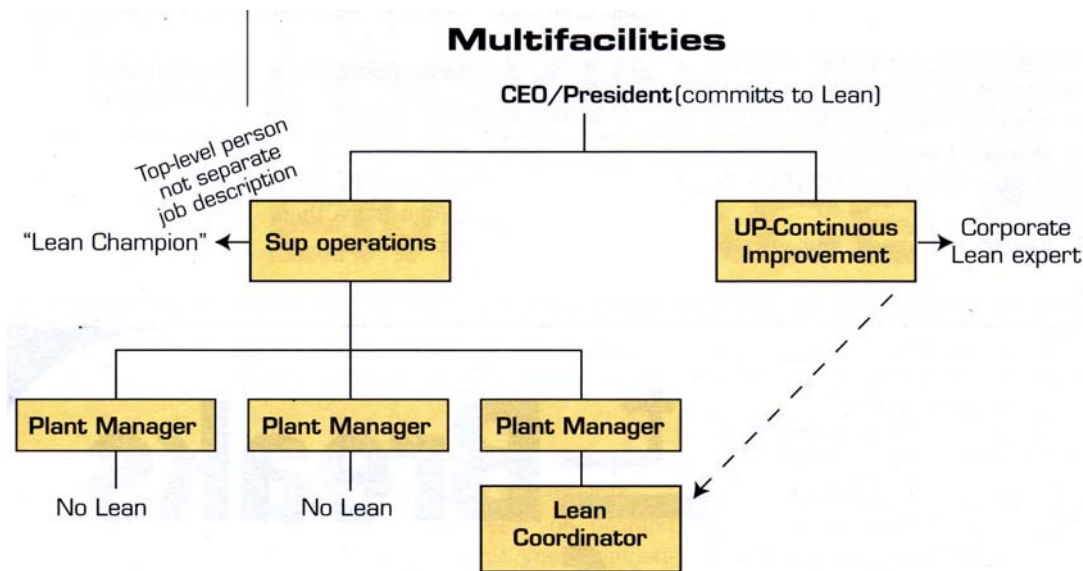 Multifacilities
CEO/President(committs to Lean)
Top-level person
not separate
job description
“Lean Champion”
Sup operations
UP-Continuous
Improvement
Corporate
Lean expert
Plant Manager
Plant Manager
Plant Manager
No Lean
No Lean
Lean
Coordinator